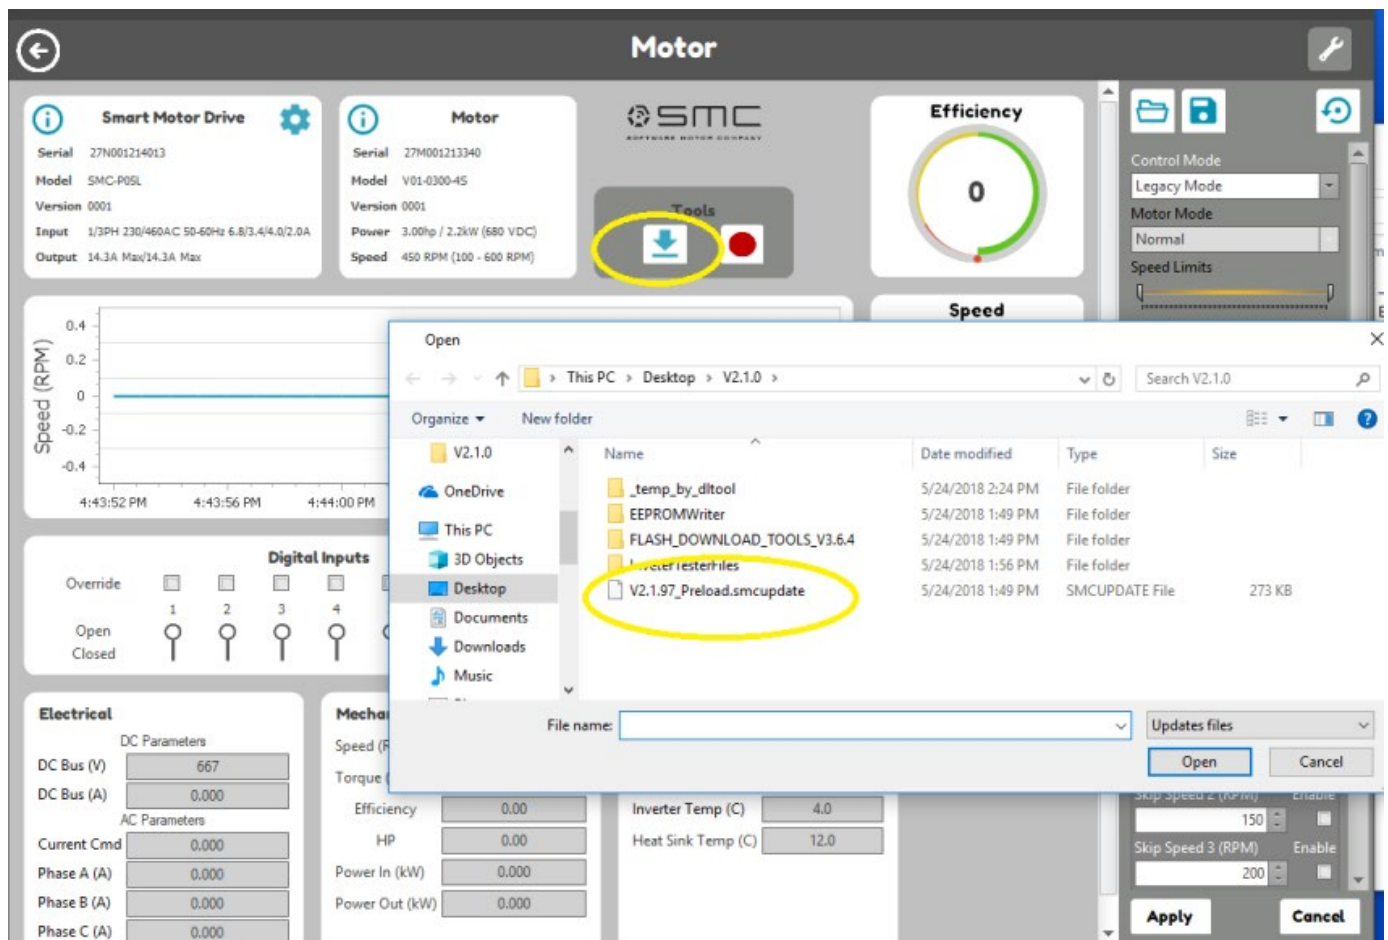 Motor
Smart Motor Drive
Serial 27N001214013
Model SMC-P05L
Version 0001
Input 1/3PH 230/460AC 50-60Hz 6.8/3.4/4.0/2.0A
Output 14.3A Max/14.3A Max
Motor
Serial 27M001213340
Model V01-0300-4S
Version 0001
Power 3.00hp / 2.2kW (680 VDC)
Speed 450 RPM (100 - 600 RPM)
SMC
SOFTWARE MOTOR COMPANY
Tools
Efficiency
0
Control Mode
Legacy Mode
Motor Mode
Normal
Speed Limits
Speed
Speed (RPM)
0.4
0.2
0
-0.2
-0.4
4:43:52 PM 4:43:56 PM 4:44:00 PM
Open
This PC > Desktop > V2.1.0 >
Search V2.1.0
Organize New folder
V2.1.0
OneDrive
This PC
3D Objects
Desktop
Documents
Downloads
Music
Name Date modified Type Size
_temp_by_dltool 5/24/2018 2:24 PM File folder
EEPROMWriter 5/24/2018 1:49 PM File folder
FLASH_DOWNLOAD_TOOLS_V3.6.4 5/24/2018 1:49 PM File folder
InveterTesterFiles 5/24/2018 1:56 PM File folder
V2.1.97_Preload.smcupdate 5/24/2018 1:49 PM SMCUPDATE File 273 KB
File name:
Updates files
Open Cancel
Digital Inputs
Override
1 2 3 4
Open
Closed
Electrical
DC Parameters
DC Bus (V) 667
DC Bus (A) 0.000
AC Parameters
Current Cmd 0.000
Phase A (A) 0.000
Phase B (A) 0.000
Phase C (A) 0.000
Mecha
Speed (R
Torque (
Efficiency 0.00
HP 0.00
Power In (kW) 0.000
Power Out (kW) 0.000
Inverter Temp (C) 4.0
Heat Sink Temp (C) 12.0
Skip Speed 2 (RPM) Enable
150
Skip Speed 3 (RPM) Enable
200
Apply Cancel